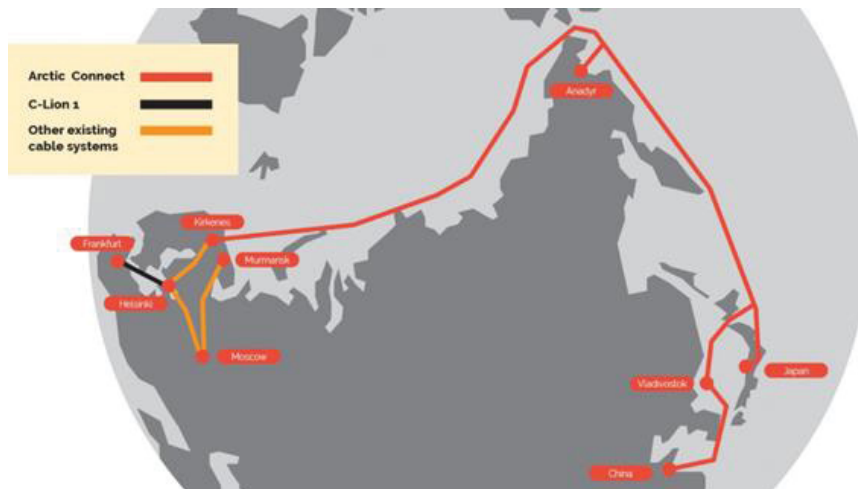 Arctic Connect
C-Lion 1
Other existing
cable systems
Anadyr
Kirkenes
Frankfurt
Murmansk
Helsinki
Moscow
Vladivostok
Japan
China